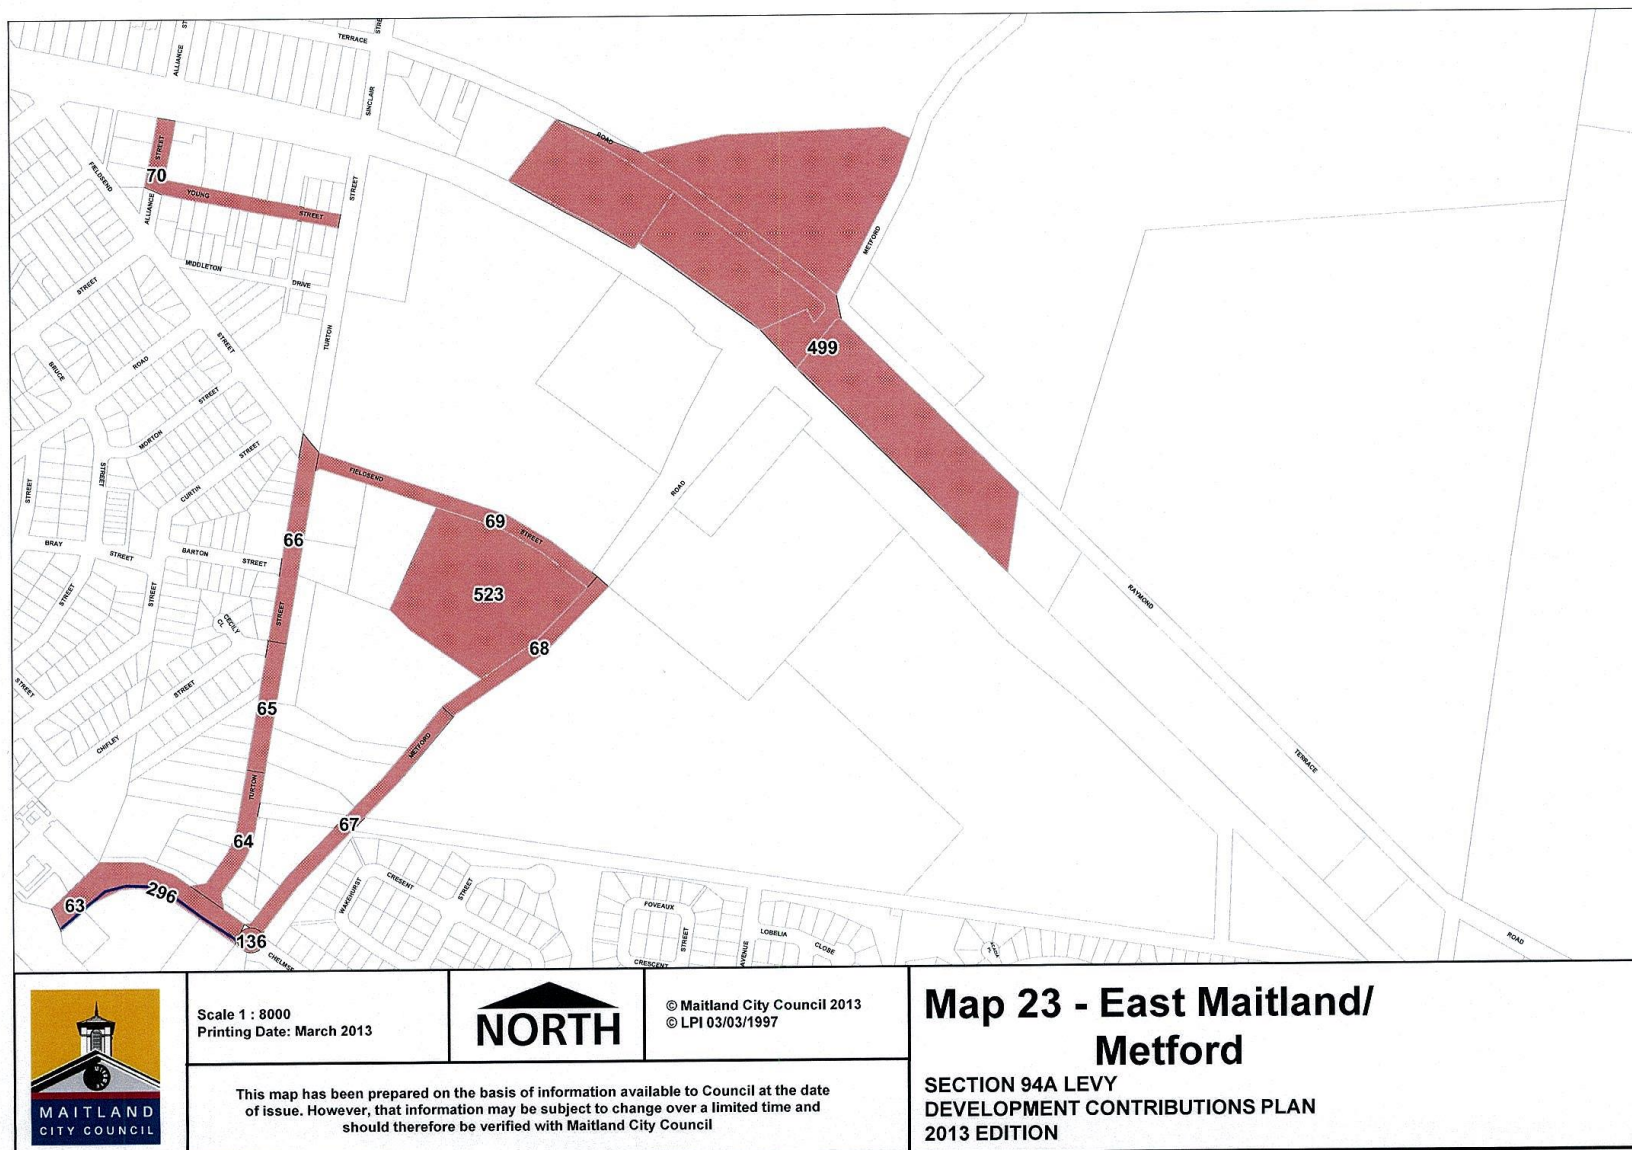 TERRACE
ST
STRE
ALLIANCE
SINCLAIR
ROAD
STREET
70
FIELDSEND
YOUNG
STREET
STREET
ALLIANCE
METFORD
MIDDLETON
DRIVE
STREET
TURTON
STREET
499
BRUCE
ROAD
STREET
MORTON
STREET
CURTIN
STREET
STREET
FIELDSEND
ROAD
69
STREET
66
BRAY
STREET
BARTON
STREET
523
STREET
STREET
STREET
RAYMOND
CECILY
CL
68
STREET
STREET
65
CHIFLEY
METFORD
TERRACE
TURTON
67
64
WAKEHURST
CRESENT
STREET
296
63
FOVEAUX
STREET
LOBELIA
CLOSE
AVENUE
136
CHELMSF
CRESCENT
ACACIA
PL
ROAD
MAITLAND
CITY COUNCIL
Scale 1 : 8000
Printing Date: March 2013
NORTH
© Maitland City Council 2013
© LPI 03/03/1997
This map has been prepared on the basis of information available to Council at the date
of issue. However, that information may be subject to change over a limited time and
should therefore be verified with Maitland City Council
Map 23 - East Maitland/
Metford
SECTION 94A LEVY
DEVELOPMENT CONTRIBUTIONS PLAN
2013 EDITION